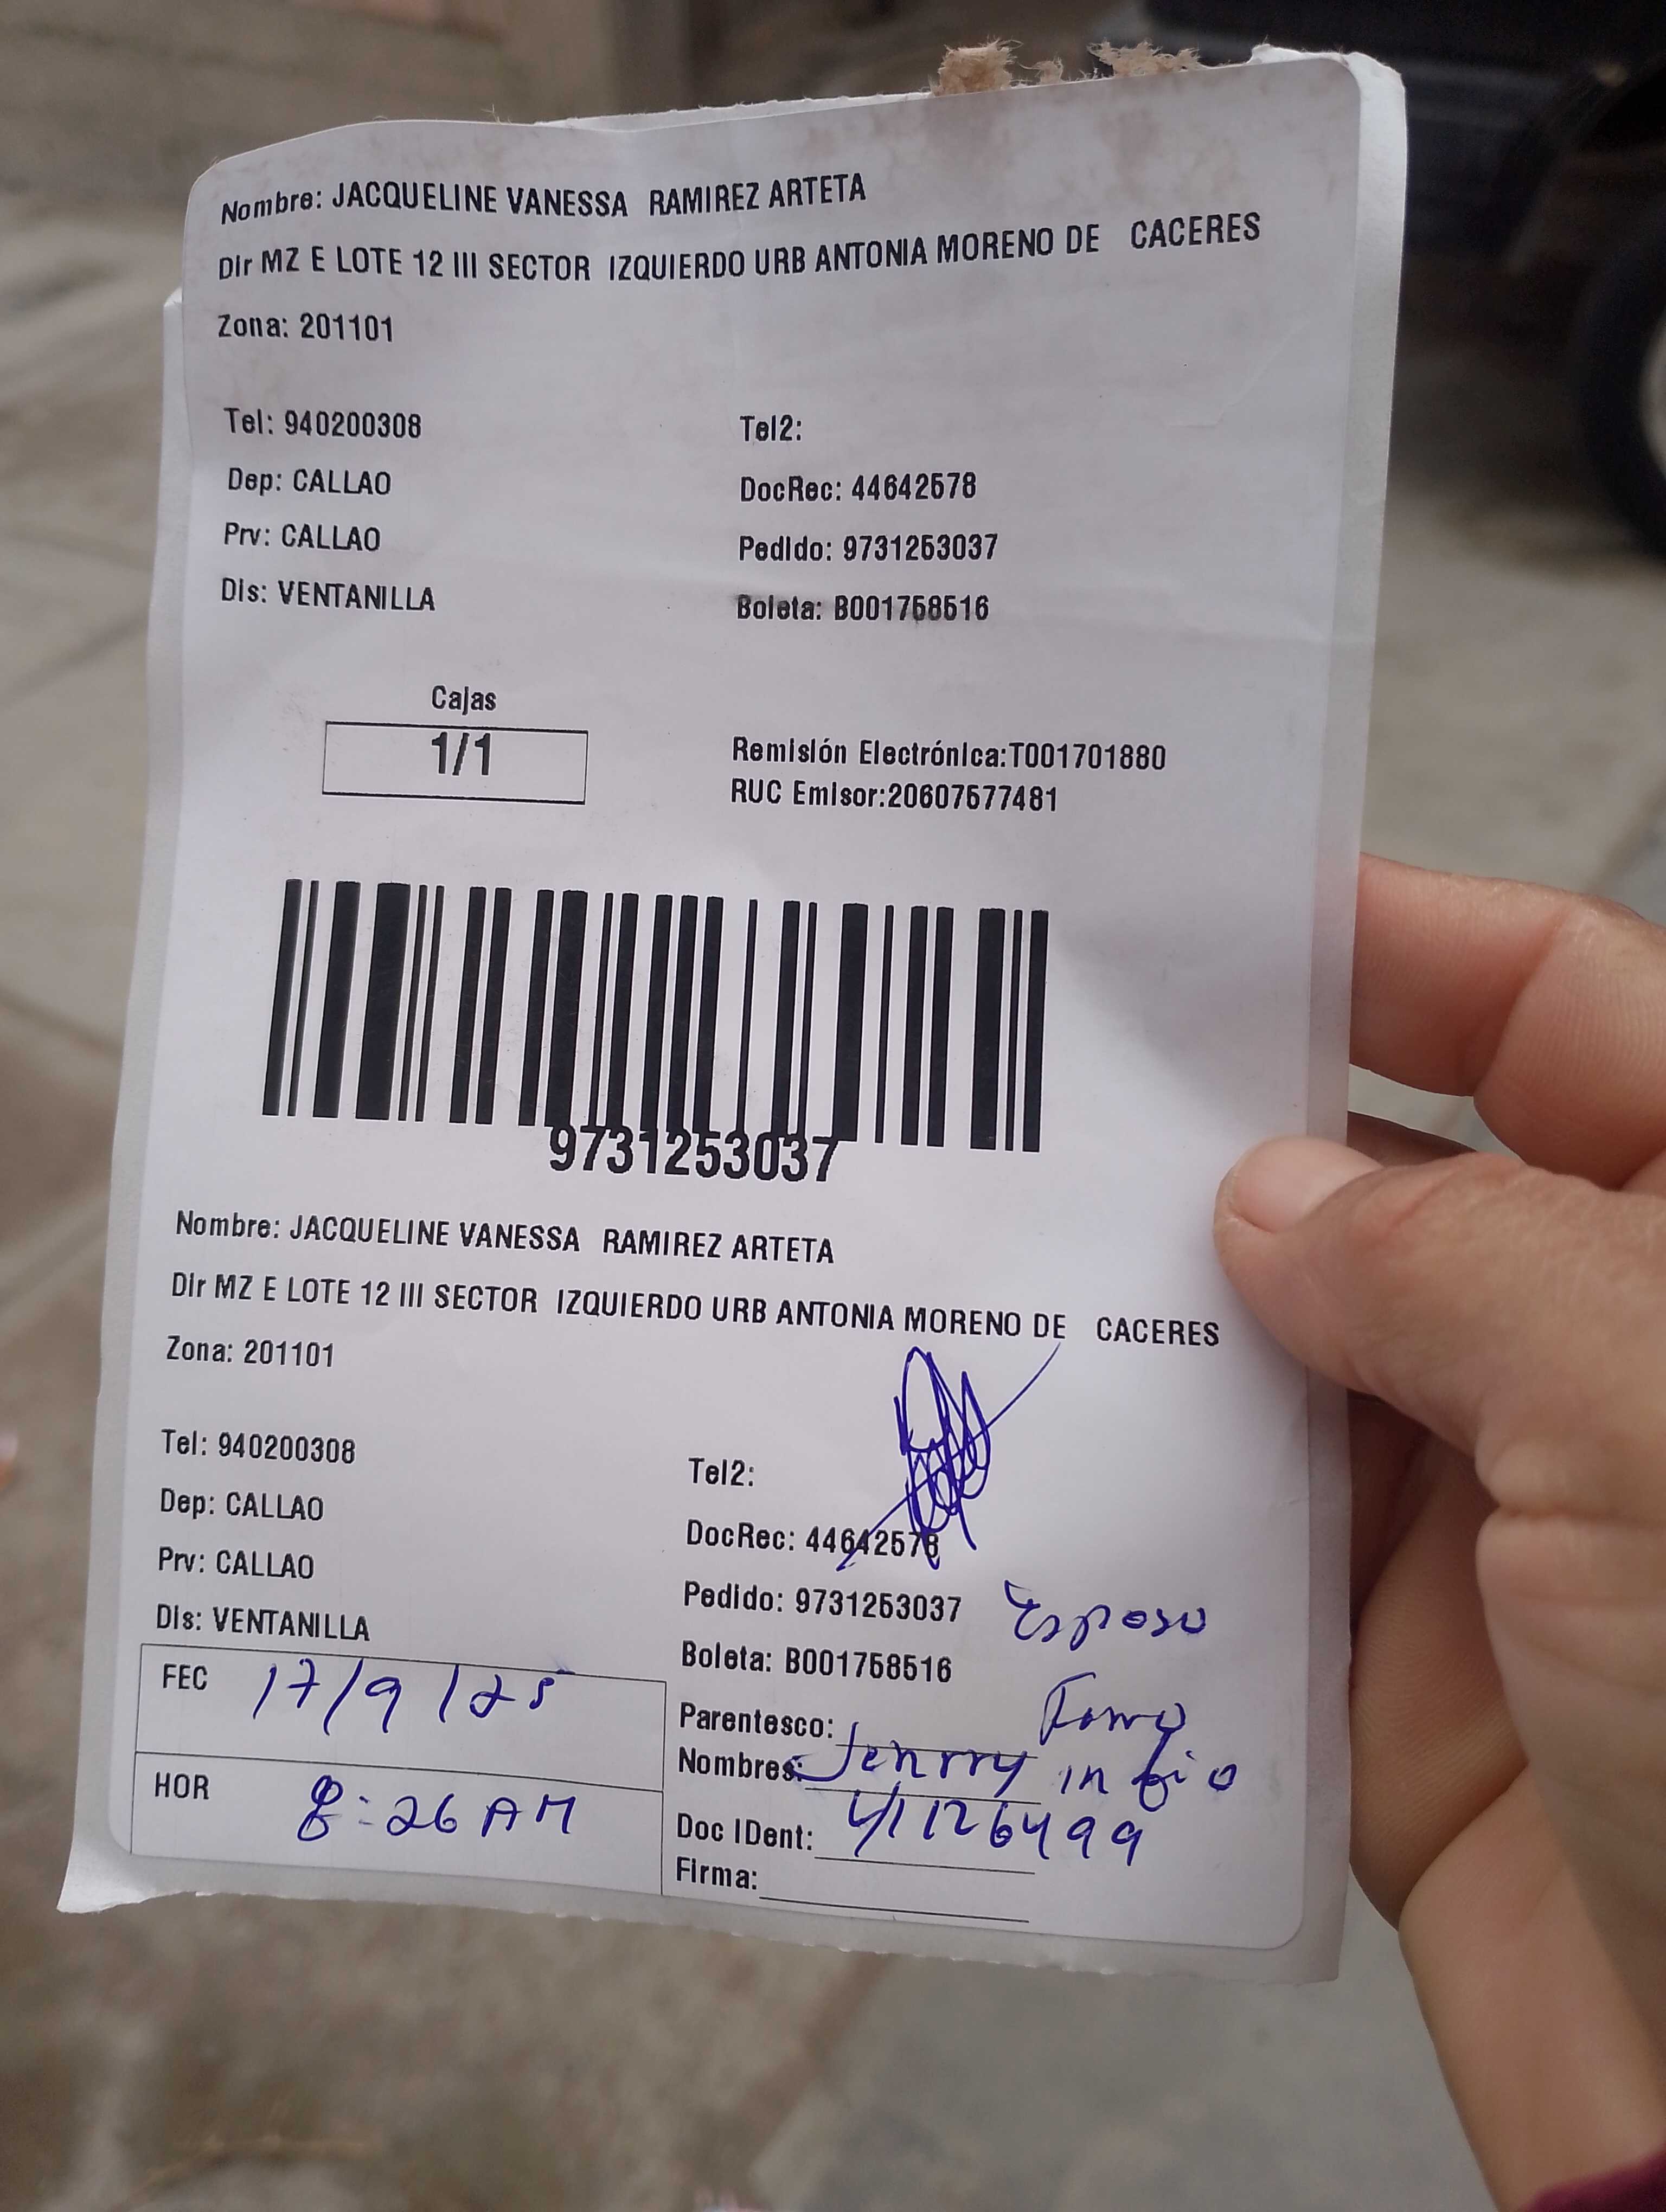 Nombre: JACQUELINE VANESSA RAMIREZ ARTETA
Dir MZ E LOTE 12 III SECTOR IZQUIERDO URB ANTONIA MORENO DE CACERES
Zona: 201101
Tel: 940200308 Tel2:
Dep: CALLAO DocRec: 44642578
Prv: CALLAO Pedido: 9731253037
Dis: VENTANILLA Boleta: B001758516
Cajas
1/1
Remisión Electrónica:T001701880
RUC Emisor:20607577481
9731253037
Nombre: JACQUELINE VANESSA RAMIREZ ARTETA
Dir MZ E LOTE 12 III SECTOR IZQUIERDO URB ANTONIA MORENO DE CACERES
Zona: 201101
Tel: 940200308 Tel2:
Dep: CALLAO DocRec: 44642578
Prv: CALLAO Pedido: 9731253037 Esposo
Dis: VENTANILLA Boleta: B001758516
FEC 17/9/25
Parentesco:
Nombres: Jenrry
HOR 8:26 AM
Doc IDent: 41126499
Firma: